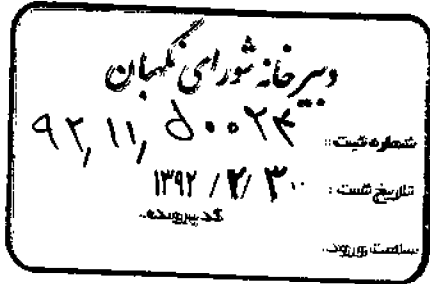 دبیرخانه شورای نگهبان
شماره ثبت: ۹۲٫۱۱٫۵۰۰۲۴
تاریخ ثبت: ۱۳۹۲/۲/۳۰
کد پرونده:
ساعت ورود: